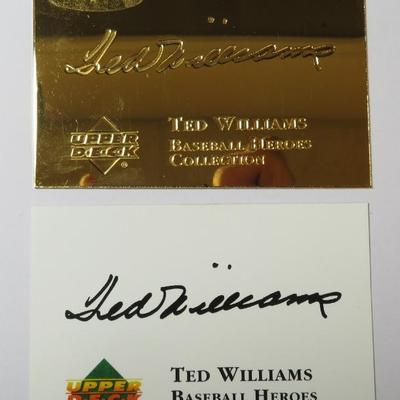 Ted Williams
UPPER DECK ®
TED WILLIAMS
BASEBALL HEROES
COLLECTION
Ted Williams
UPPER DECK
TED WILLIAMS
BASEBALL HEROES